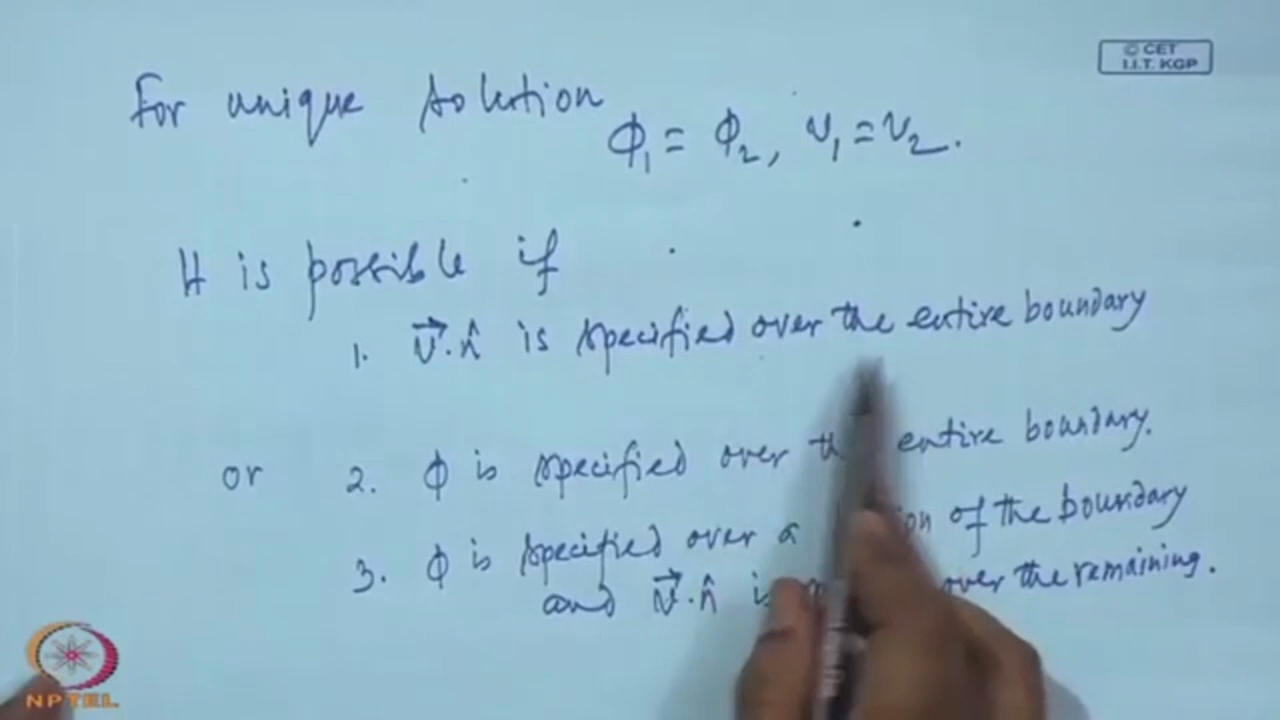 © CET
I.I.T. KGP
For unique solution
ϕ₁ = ϕ₂, v₁ = v₂.
It is possible if
1. v⃗.n̂ is specified over the entire boundary
or 2. ϕ is specified over entire boundary.
3. ϕ is specified over a of the boundary
and v⃗.n̂ is over the remaining.
NPTEL